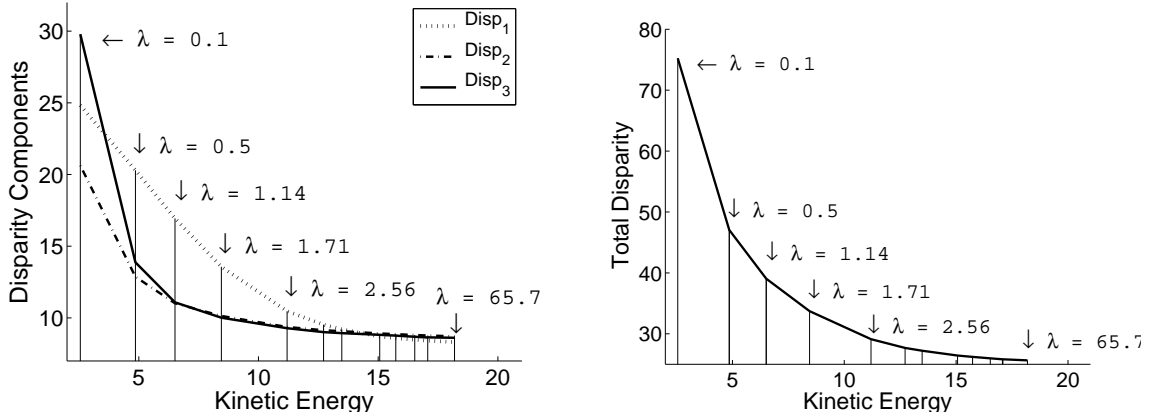 Disp1
Disp2
Disp3
← λ = 0.1
↓ λ = 0.5
↓ λ = 1.14
↓ λ = 1.71
↓ λ = 2.56
λ = 65.7
↓
30
25
20
15
10
5
10
15
20
Disparity Components
Kinetic Energy
80
70
60
50
40
30
← λ = 0.1
↓ λ = 0.5
↓ λ = 1.14
↓ λ = 1.71
↓ λ = 2.56
↓ λ = 65.7
5
10
15
20
Total Disparity
Kinetic Energy